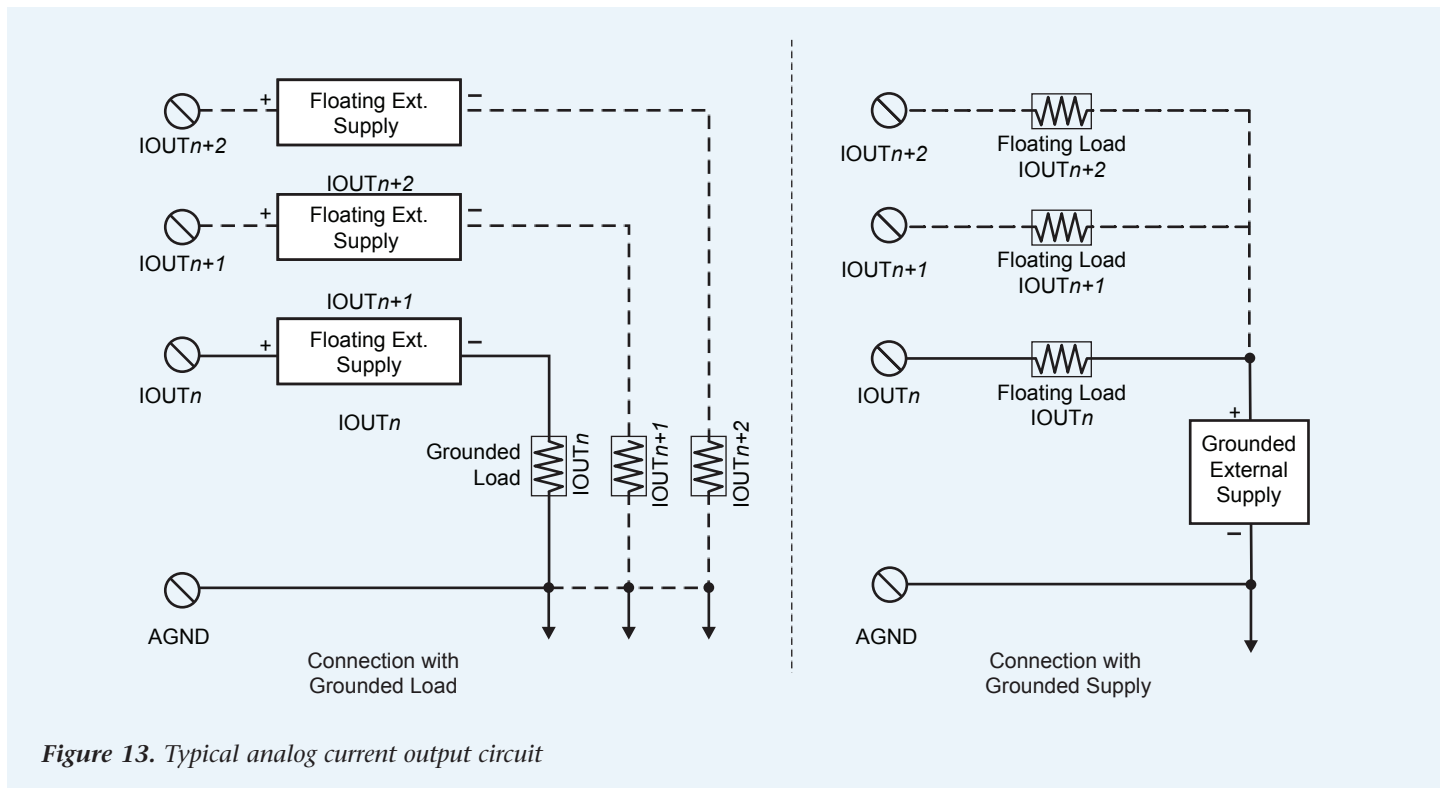 +
Floating Ext.
Supply
−
IOUTn+2
IOUTn+2
+
Floating Ext.
Supply
−
IOUTn+1
IOUTn+1
+
Floating Ext.
Supply
−
IOUTn
IOUTn
Grounded
Load
IOUTn
IOUTn+1
IOUTn+2
AGND
Connection with
Grounded Load
IOUTn+2
Floating Load
IOUTn+2
IOUTn+1
Floating Load
IOUTn+1
IOUTn
Floating Load
IOUTn
+
Grounded
External
Supply
−
AGND
Connection with
Grounded Supply
Figure 13. Typical analog current output circuit